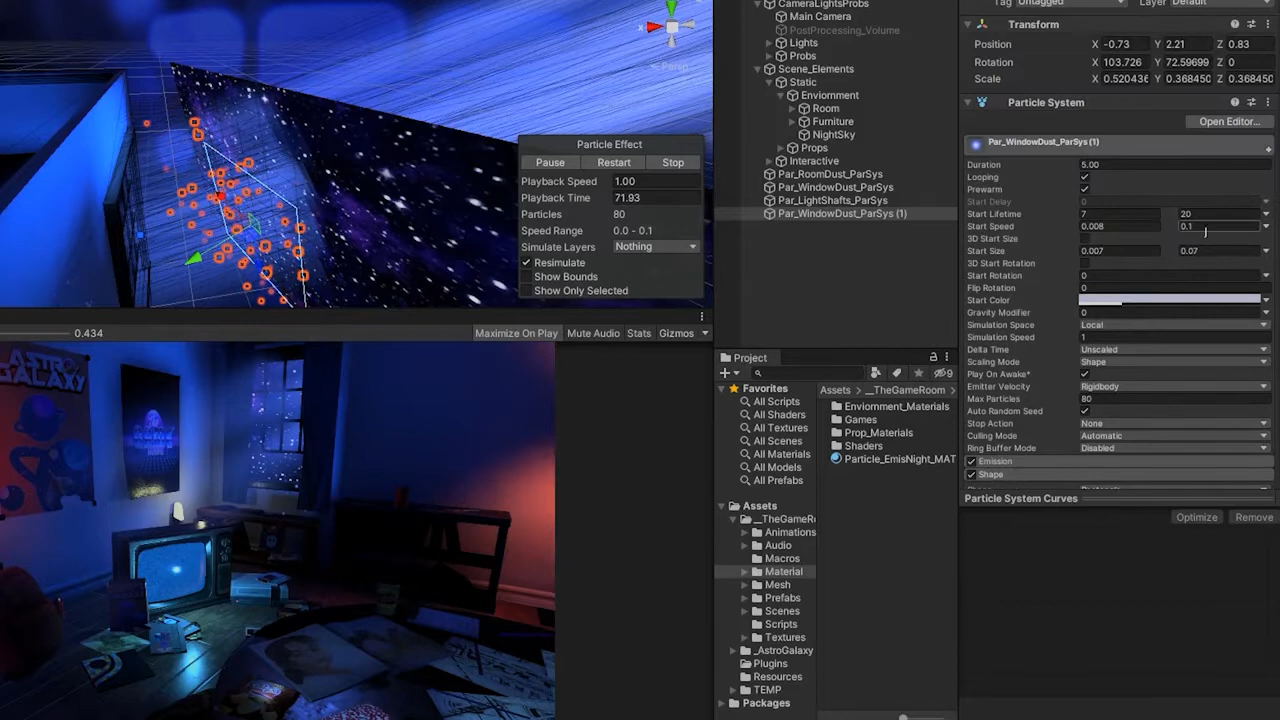 Persp
Particle Effect
Pause Restart Stop
Playback Speed 1.00
Playback Time 71.93
Particles 80
Speed Range 0.0 - 0.1
Simulate Layers Nothing
Resimulate
Show Bounds
Show Only Selected
0.434 Maximize On Play Mute Audio Stats Gizmos
ASTRO
GALAXY
CameraLightsProbs
Main Camera
PostProcessing_Volume
Lights
Probs
Scene_Elements
Static
Enviornment
Room
Furniture
NightSky
Props
Interactive
Par_RoomDust_ParSys
Par_WindowDust_ParSys
Par_LightShafts_ParSys
Par_WindowDust_ParSys (1)
Project
9
Favorites
All Scripts
All Shaders
All Textures
All Scenes
All Materials
All Models
All Prefabs
Assets
__TheGameR
Animations
Audio
Macros
Material
Mesh
Prefabs
Scenes
Scripts
Textures
_AstroGalaxy
Plugins
Resources
TEMP
Packages
Assets > __TheGameRoom >
Enviornment_Materials
Games
Prop_Materials
Shaders
Particle_EmisNight_MAT
Tag Untagged Layer Default
Transform
Position X -0.73 Y 2.21 Z 0.83
Rotation X 103.726 Y 72.59699 Z 0
Scale X 0.520436 Y 0.368450 Z 0.368450
Particle System
Open Editor...
Par_WindowDust_ParSys (1)
Duration 5.00
Looping
Prewarm
Start Delay
Start Lifetime 7 20
Start Speed 0.008 0.1
3D Start Size
Start Size 0.007 0.07
3D Start Rotation
Start Rotation 0
Flip Rotation 0
Start Color
Gravity Modifier 0
Simulation Space Local
Simulation Speed 1
Delta Time Unscaled
Scaling Mode Shape
Play On Awake*
Emitter Velocity Rigidbody
Max Particles 80
Auto Random Seed
Stop Action None
Culling Mode Automatic
Ring Buffer Mode Disabled
Emission
Shape
Particle System Curves
Optimize Remove